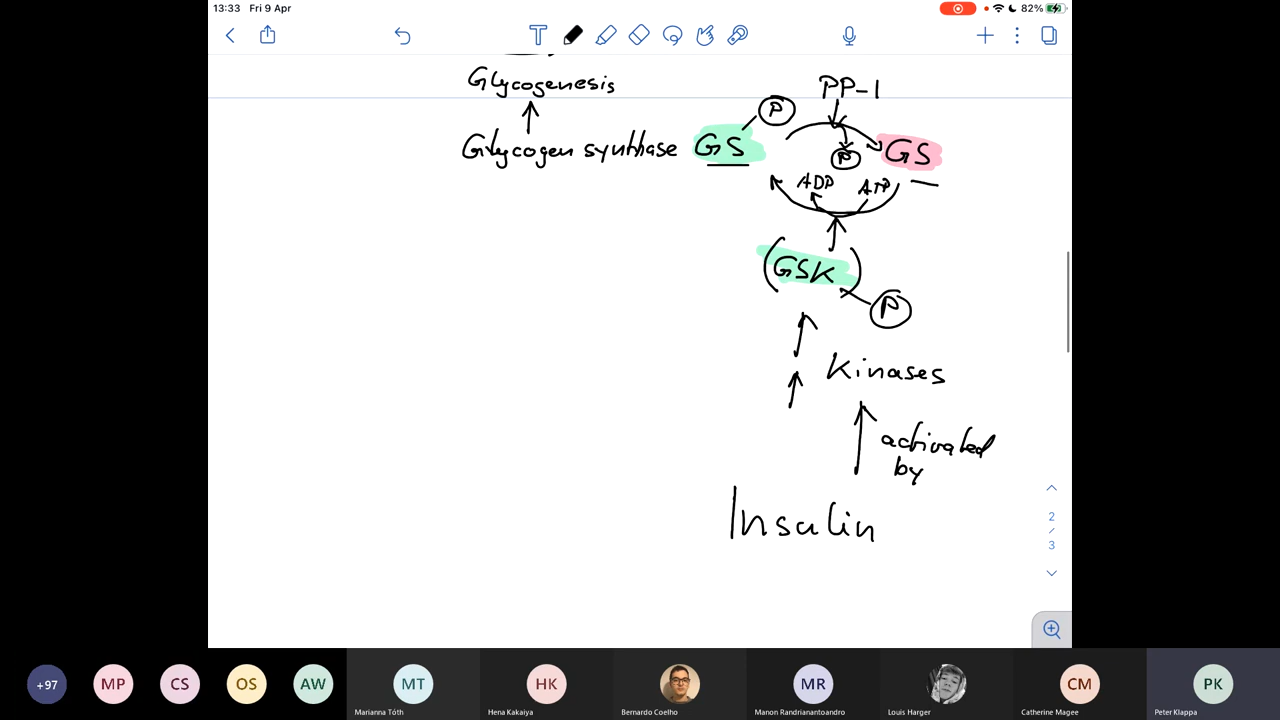 13:33 Fri 9 Apr
82%
Glycogenesis
PP-1
P
Glycogen synthase GS
P
GS
ADP
ATP
(GSK)
P
Kinases
activated
by
Insulin
2
/
3
+97
MP
CS
OS
AW
MT
Marianna Tóth
HK
Hena Kakaiya
Bernardo Coelho
MR
Manon Randrianantoandro
Louis Harger
CM
Catherine Magee
PK
Peter Klappa